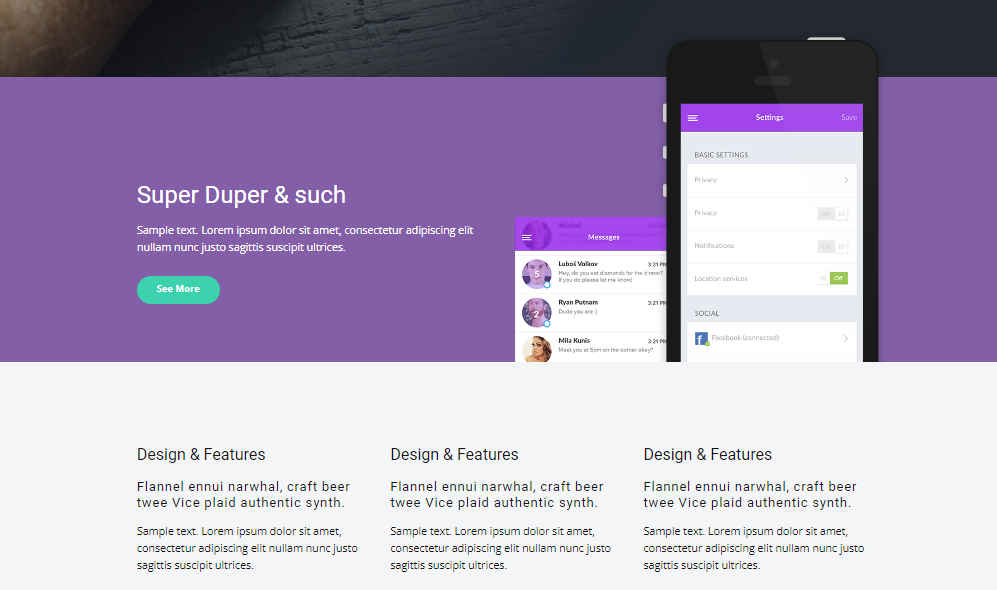 Super Duper & such
Sample text. Lorem ipsum dolor sit amet, consectetur adipiscing elit
nullam nunc justo sagittis suscipit ultrices.
See More
Messages
Luboš Volkov
3:21 PM
Hey, do you eat diamonds for the dinner?
If you do please let me know!
5
Ryan Putnam
3:21 PM
Dude you are ;)
2
Mila Kunis
3:21 PM
Meet you at 5pm on the corner okey?
Settings
Save
BASIC SETTINGS
Privacy
Privacy
Notifications
Location services
Off
SOCIAL
f
Facebook (connected)
Design & Features
Flannel ennui narwhal, craft beer
twee Vice plaid authentic synth.
Sample text. Lorem ipsum dolor sit amet,
consectetur adipiscing elit nullam nunc justo
sagittis suscipit ultrices.
Design & Features
Flannel ennui narwhal, craft beer
twee Vice plaid authentic synth.
Sample text. Lorem ipsum dolor sit amet,
consectetur adipiscing elit nullam nunc justo
sagittis suscipit ultrices.
Design & Features
Flannel ennui narwhal, craft beer
twee Vice plaid authentic synth.
Sample text. Lorem ipsum dolor sit amet,
consectetur adipiscing elit nullam nunc justo
sagittis suscipit ultrices.